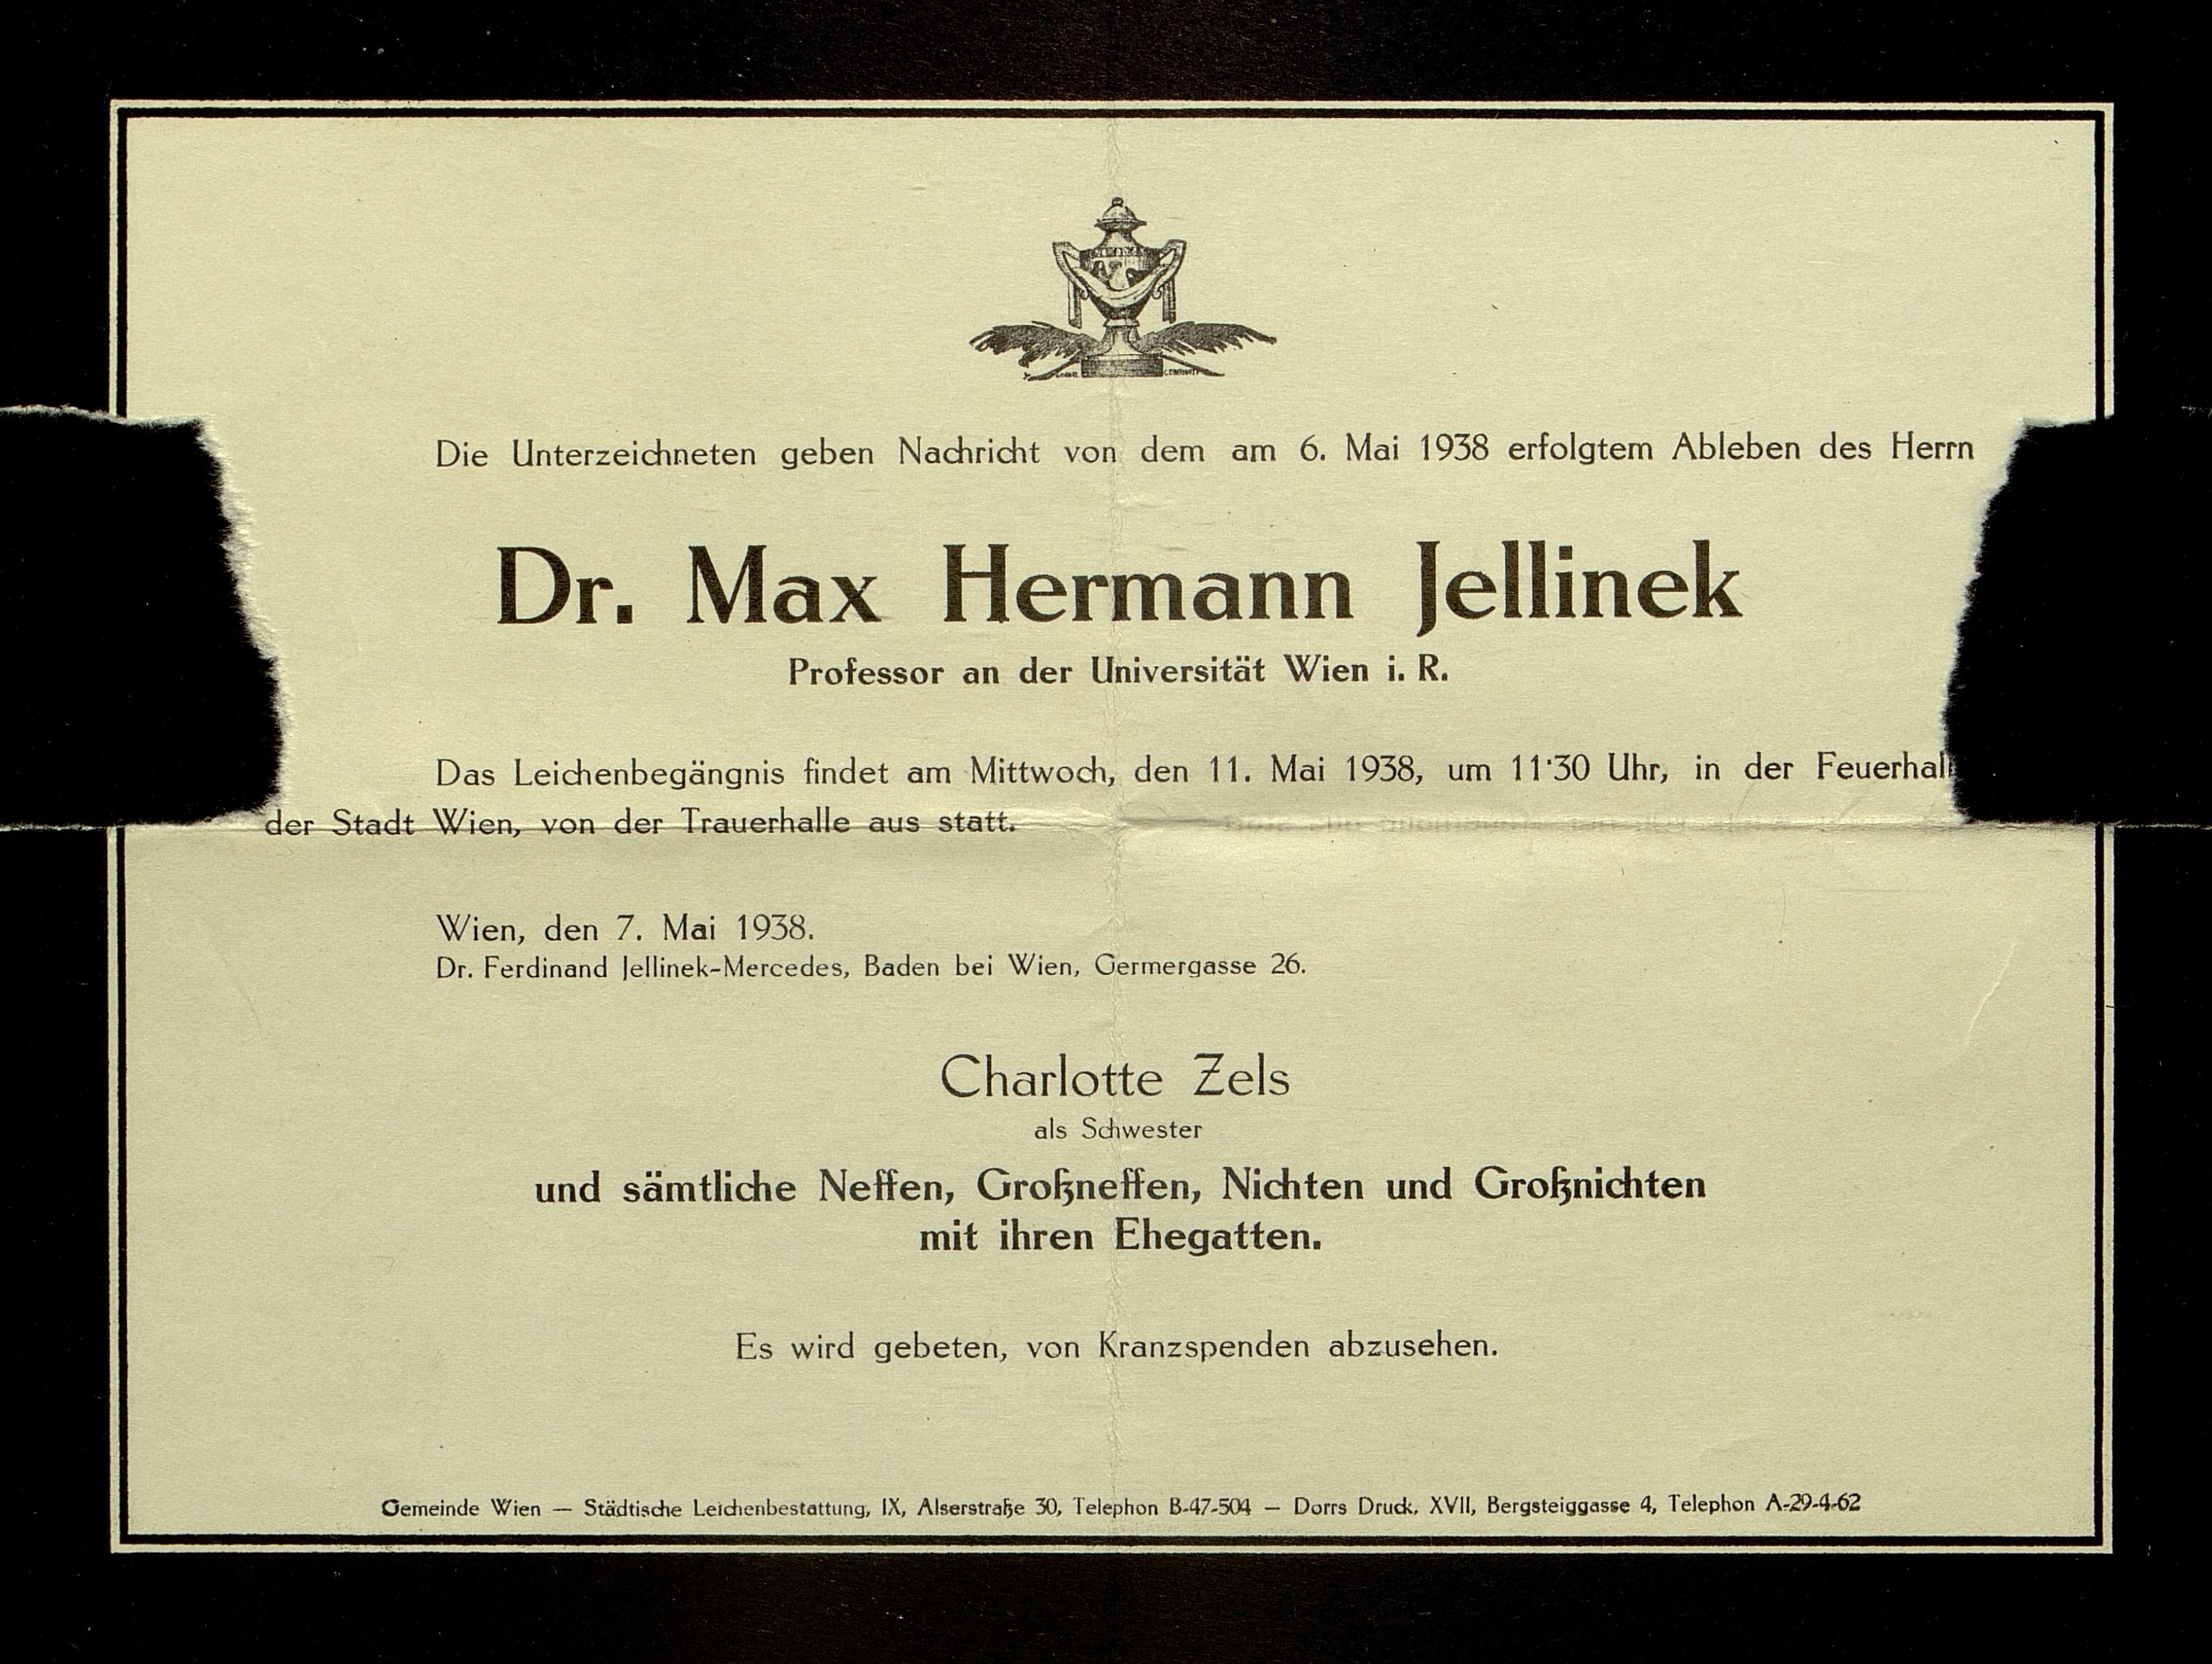 Die Unterzeichneten geben Nachricht von dem am 6. Mai 1938 erfolgtem Ableben des Herrn
Dr. Max Hermann Jellinek
Professor an der Universität Wien i. R.
Das Leichenbegängnis findet am Mittwoch, den 11. Mai 1938, um 11·30 Uhr, in der Feuerhall
der Stadt Wien, von der Trauerhalle aus statt.
Wien, den 7. Mai 1938.
Dr. Ferdinand Jellinek-Mercedes, Baden bei Wien, Germergasse 26.
Charlotte Zels
als Schwester
und sämtliche Neffen, Großneffen, Nichten und Großnichten
mit ihren Ehegatten.
Es wird gebeten, von Kranzspenden abzusehen.
Gemeinde Wien — Städtische Leichenbestattung, IX, Alserstraße 30, Telephon B-47-504 — Dorrs Druck, XVII, Bergsteiggasse 4, Telephon A-29-4-62